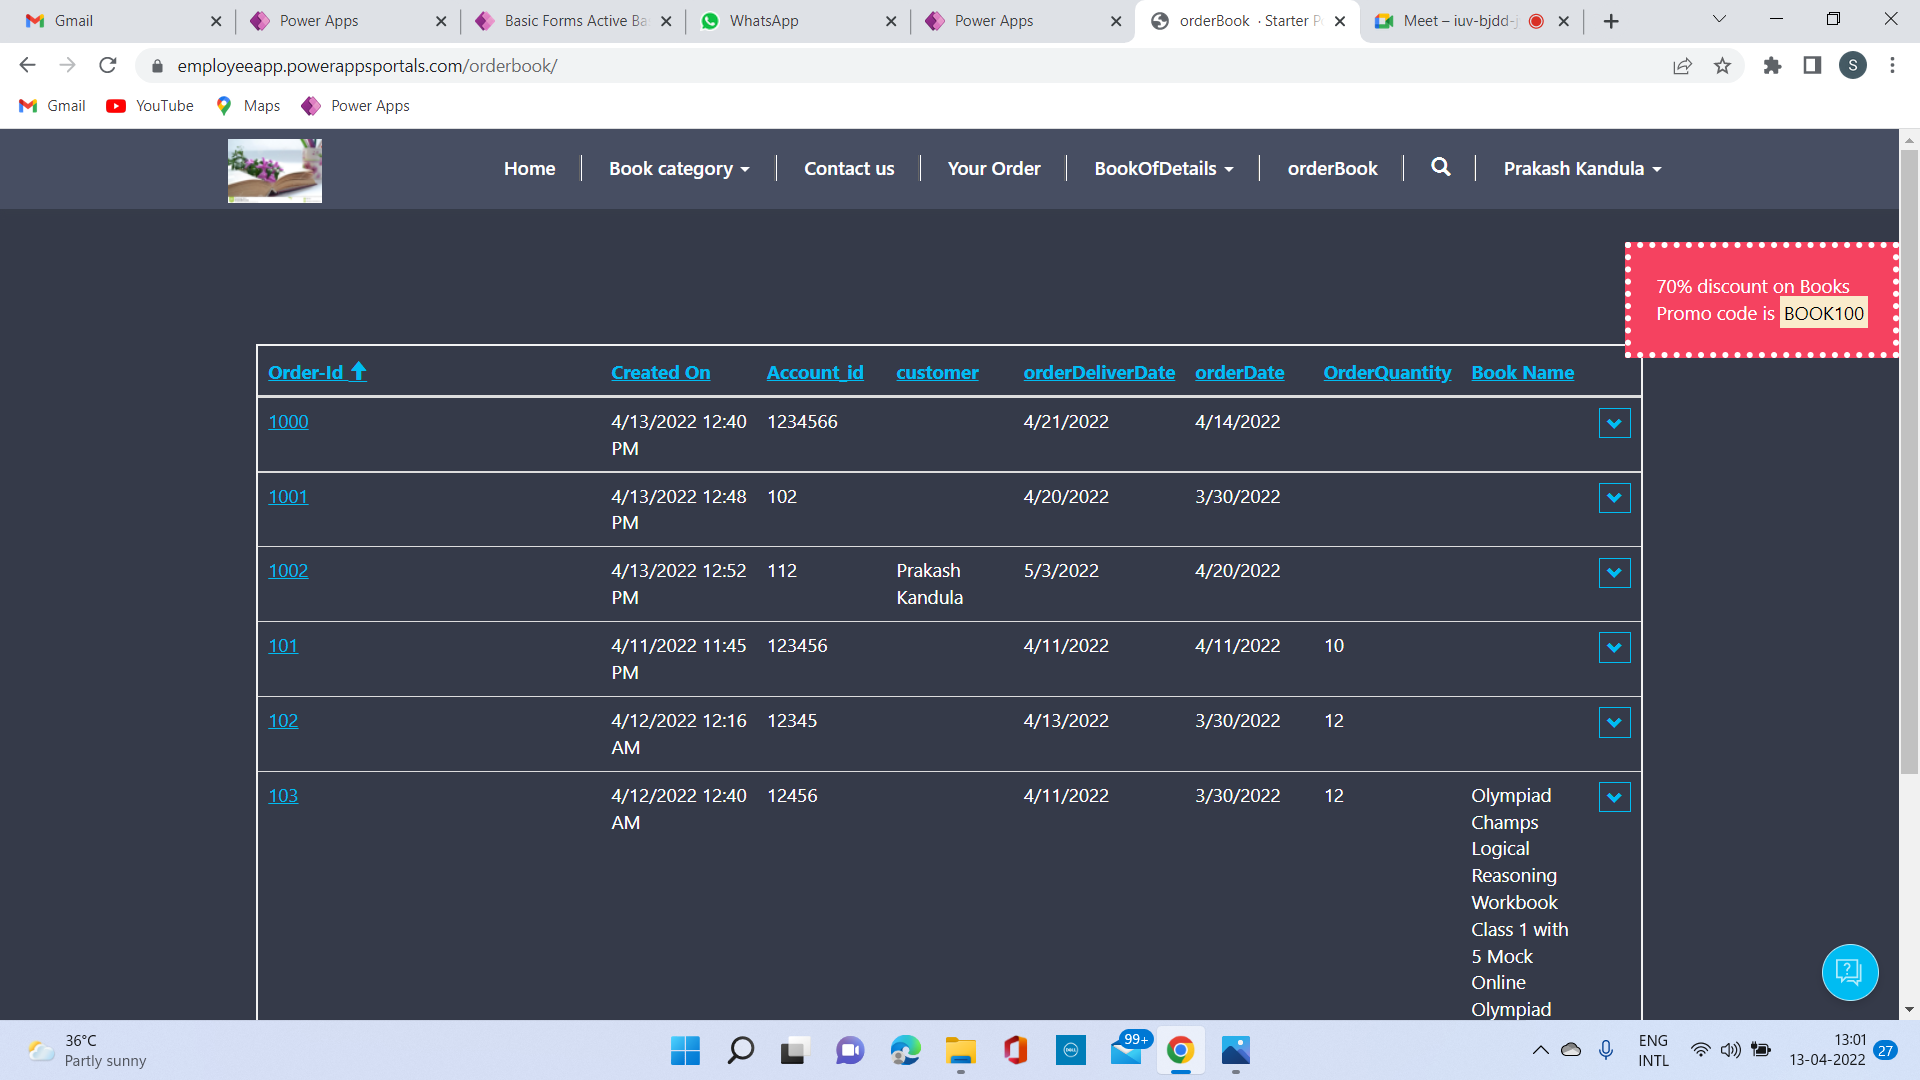 Gmail
Power Apps
Basic Forms Active Ba
WhatsApp
Power Apps
orderBook · Starter P
Meet – iuv-bjdd-j
employeeapp.powerappsportals.com/orderbook/
S
Gmail
YouTube
Maps
Power Apps
Home
Book category
Contact us
Your Order
BookOfDetails
orderBook
Prakash Kandula
70% discount on Books
Promo code is BOOK100
Order-Id Created On Account_id customer orderDeliverDate orderDate OrderQuantity Book Name
1000 4/13/2022 12:40 1234566 4/21/2022 4/14/2022
PM
1001 4/13/2022 12:48 102 4/20/2022 3/30/2022
PM
1002 4/13/2022 12:52 112 Prakash 5/3/2022 4/20/2022
PM Kandula
101 4/11/2022 11:45 123456 4/11/2022 4/11/2022 10
PM
102 4/12/2022 12:16 12345 4/13/2022 3/30/2022 12
AM
103 4/12/2022 12:40 12456 4/11/2022 3/30/2022 12 Olympiad
AM Champs
Logical
Reasoning
Workbook
Class 1 with
5 Mock
Online
Olympiad
36°C
Partly sunny
DELL
99+
ENG
INTL
13:01
13-04-2022
27